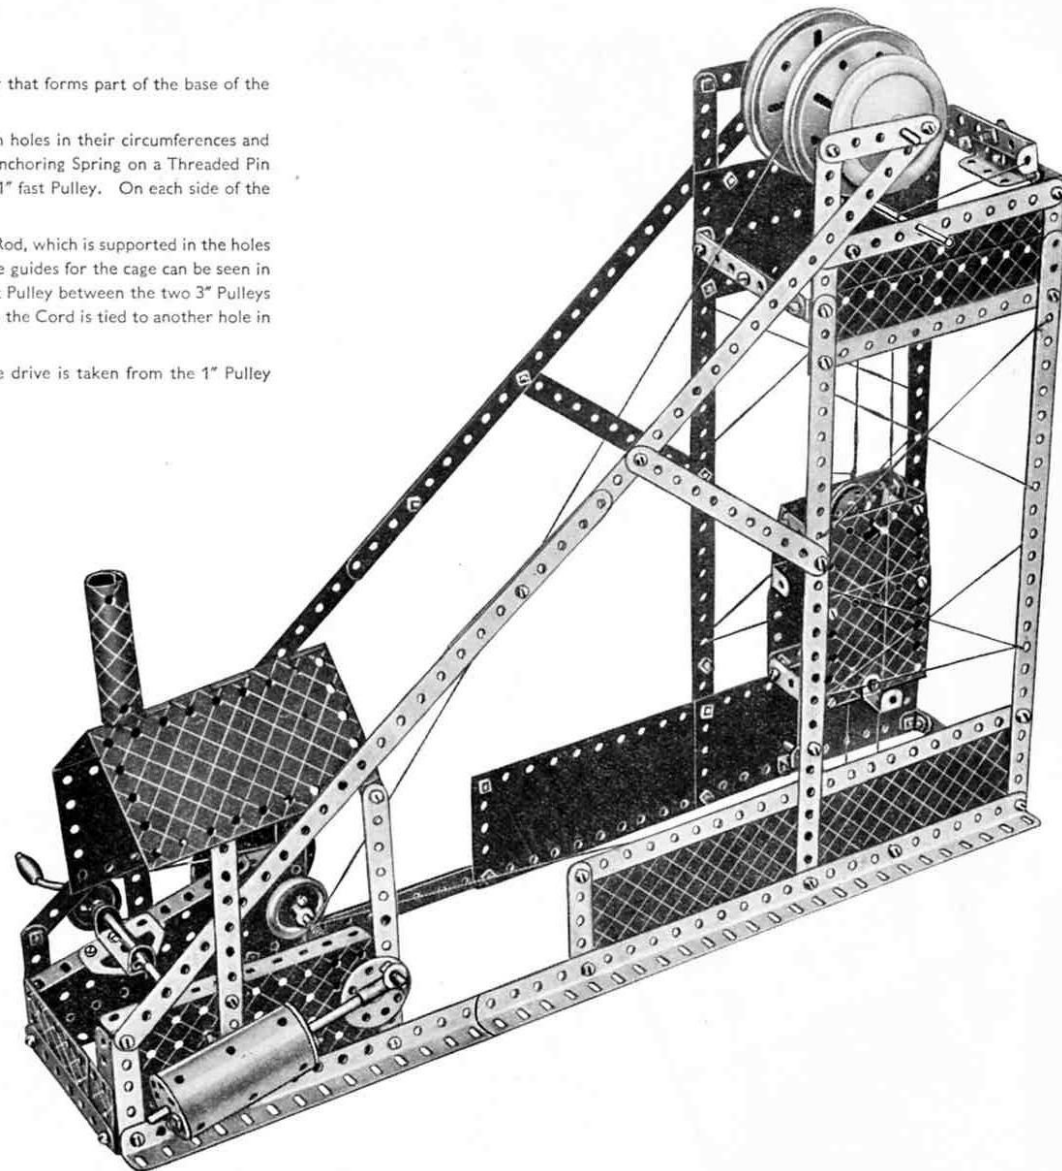 that forms part of the base of the
holes in their circumferences and
nchoring Spring on a Threaded Pin
1" fast Pulley. On each side of the
Rod, which is supported in the holes
e guides for the cage can be seen in
Pulley between the two 3" Pulleys
the Cord is tied to another hole in
e drive is taken from the 1" Pulley